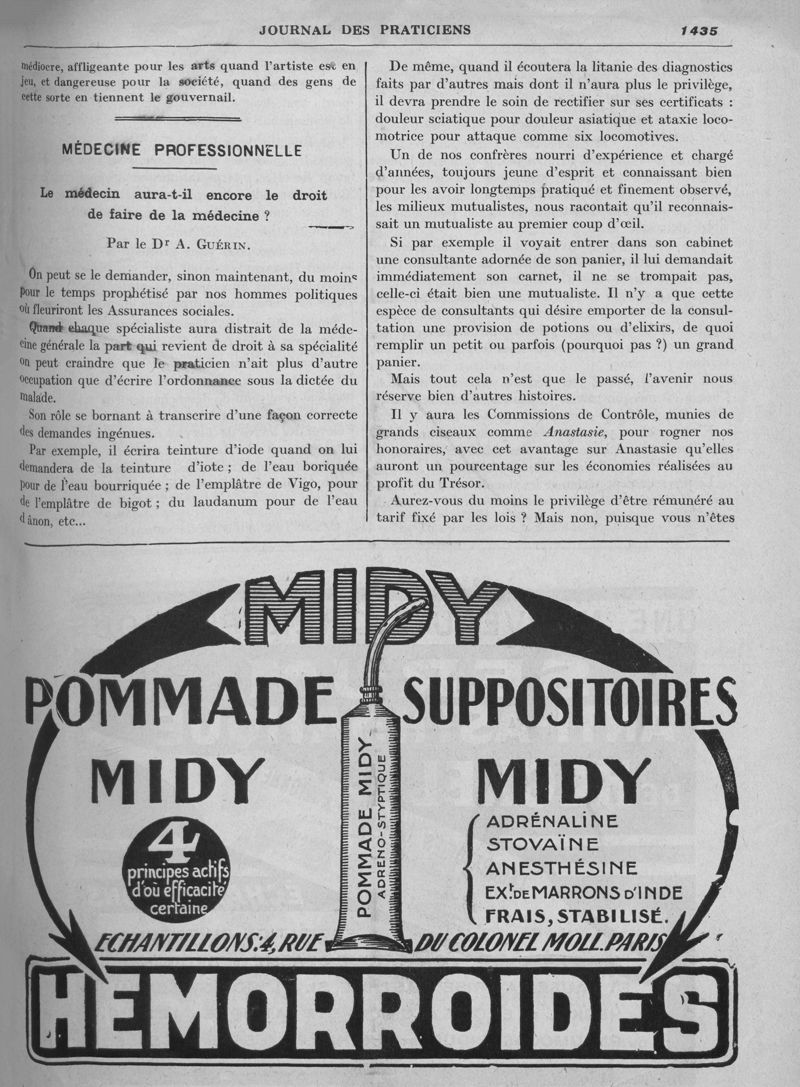 JOURNAL DES PRATICIENS
1435
médiocre, affligeante pour les arts quand l'artiste est en
jeu, et dangereuse pour la société, quand des gens de
cette sorte en tiennent le gouvernail.
MÉDECINE PROFESSIONNELLE
Le médecin aura-t-il encore le droit
de faire de la médecine ?
Par le Dr A. GUÉRIN.
On peut se le demander, sinon maintenant, du moins
pour le temps prophétisé par nos hommes politiques
où fleuriront les Assurances sociales.
Quand chaque spécialiste aura distrait de la méde-
cine générale la part qui revient de droit à sa spécialité
on peut craindre que le praticien n'ait plus d'autre
occupation que d'écrire l'ordonnance sous la dictée du
malade.
Son rôle se bornant à transcrire d'une façon correcte
des demandes ingénues.
Par exemple, il écrira teinture d'iode quand on lui
demandera de la teinture d'iote ; de l'eau boriquée
pour de l'eau bourriquée ; de l'emplâtre de Vigo, pour
de l'emplâtre de bigot ; du laudanum pour de l'eau
d'ânon, etc...
De même, quand il écoutera la litanie des diagnostics
faits par d'autres mais dont il n'aura plus le privilège,
il devra prendre le soin de rectifier sur ses certificats :
douleur sciatique pour douleur asiatique et ataxie loco-
motrice pour attaque comme six locomotives.
Un de nos confrères nourri d'expérience et chargé
d'années, toujours jeune d'esprit et connaissant bien
pour les avoir longtemps pratiqué et finement observé,
les milieux mutualistes, nous racontait qu'il reconnais-
sait un mutualiste au premier coup d'œil.
Si par exemple il voyait entrer dans son cabinet
une consultante adornée de son panier, il lui demandait
immédiatement son carnet, il ne se trompait pas,
celle-ci était bien une mutualiste. Il n'y a que cette
espèce de consultants qui désire emporter de la consul-
tation une provision de potions ou d'elixirs, de quoi
remplir un petit ou parfois (pourquoi pas ?) un grand
panier.
Mais tout cela n'est que le passé, l'avenir nous
réserve bien d'autres histoires.
Il y aura les Commissions de Contrôle, munies de
grands ciseaux comme Anastasie, pour rogner nos
honoraires, avec cet avantage sur Anastasie qu'elles
auront un pourcentage sur les économies réalisées au
profit du Trésor.
Aurez-vous du moins le privilège d'être rémunéré au
tarif fixé par les lois ? Mais non, puisque vous n'êtes
MIDY
POMMADE
MIDY
4
principes actifs
d'où efficacité
certaine
POMMADE MIDY
ADRENO-STYPTIQUE
SUPPOSITOIRES
MIDY
ADRÉNALINE
STOVAÏNE
ANESTHÉSINE
EXt. DE MARRONS D'INDE
FRAIS, STABILISÉ.
ECHANTILLONS: 4, RUE DU COLONEL MOLL. PARIS
HEMORROIDES